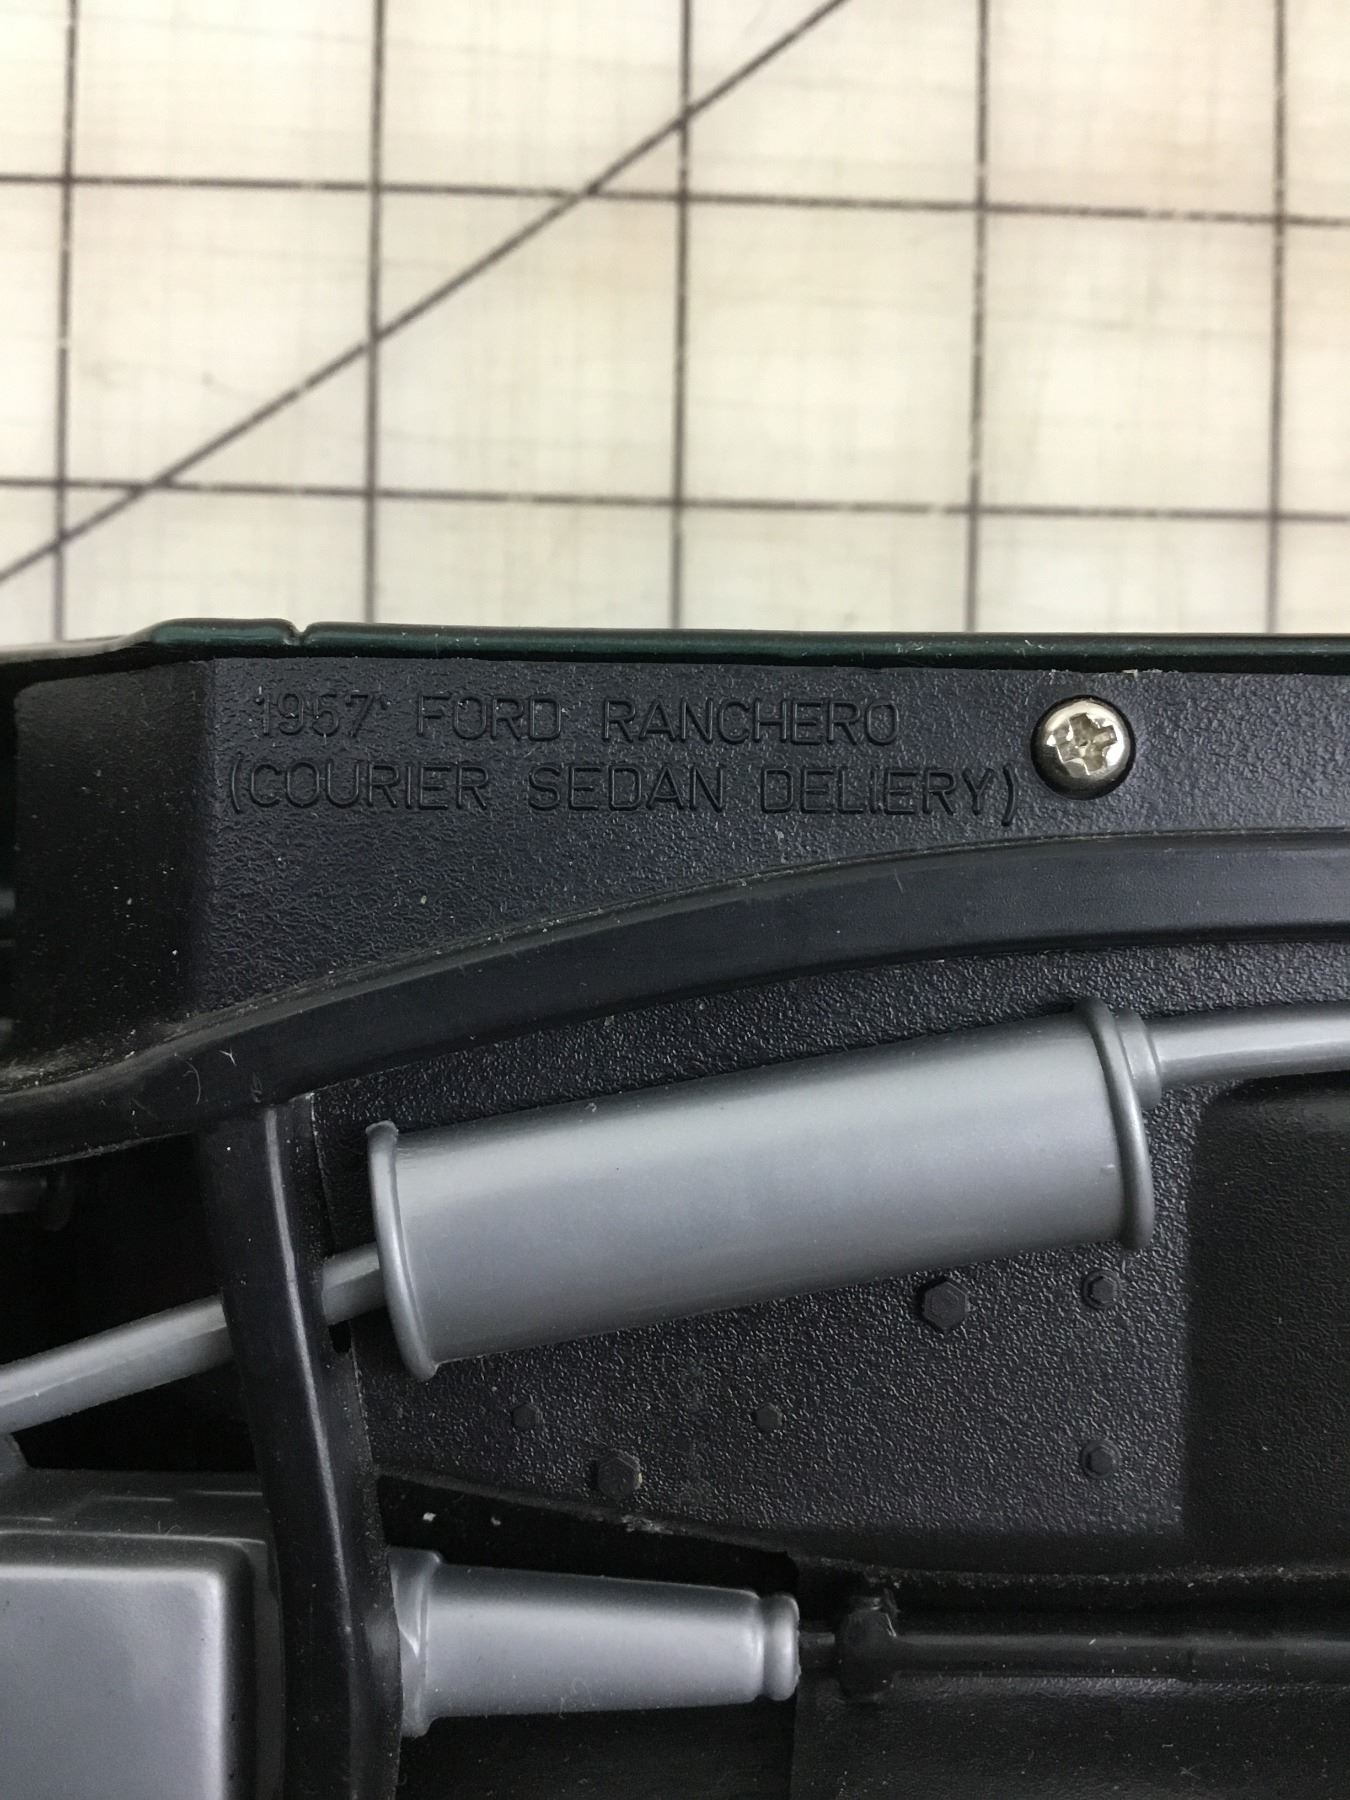 1957 FORD RANCHERO
(COURIER SEDAN DELIERY)